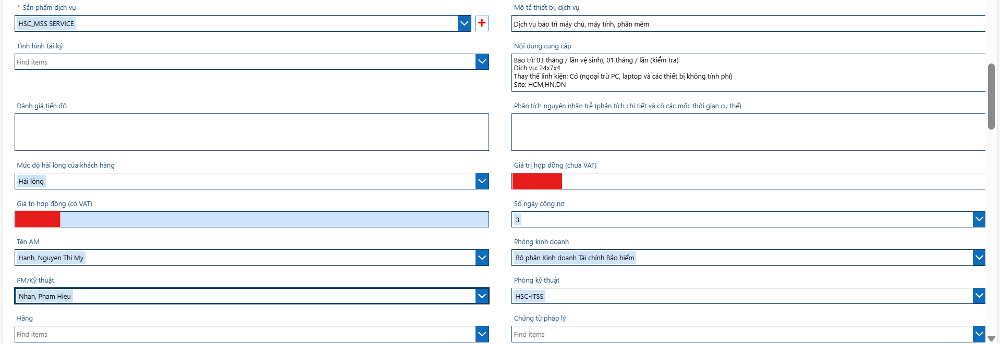 * Sản phẩm dịch vụ
HSC_MSS SERVICE
Mô tả thiết bị, dịch vụ
Dịch vụ bảo trì máy chủ, máy tính, phần mềm
Tình hình tái ký
Find items
Nội dung cung cấp
Bảo trì: 03 tháng / lần vệ sinh), 01 tháng / lần (kiểm tra)
Dịch vụ: 24x7x4
Thay thế linh kiện: Có (ngoại trừ PC, laptop và các thiết bị không tính phí)
Site: HCM,HN,DN
Đánh giá tiến độ
Phân tích nguyên nhân trễ (phân tích chi tiết và có các mốc thời gian cụ thể)
Mức độ hài lòng của khách hàng
Hài lòng
Giá trị hợp đồng (chưa VAT)
Giá trị hợp đồng (có VAT)
Số ngày công nợ
3
Tên AM
Hanh, Nguyen Thi My
Phòng kinh doanh
Bộ phận Kinh doanh Tài chính Bảo hiểm
PM/Kỹ thuật
Nhan, Pham Hieu
Phòng kỹ thuật
HSC-ITSS
Hãng
Find items
Chứng từ pháp lý
Find items